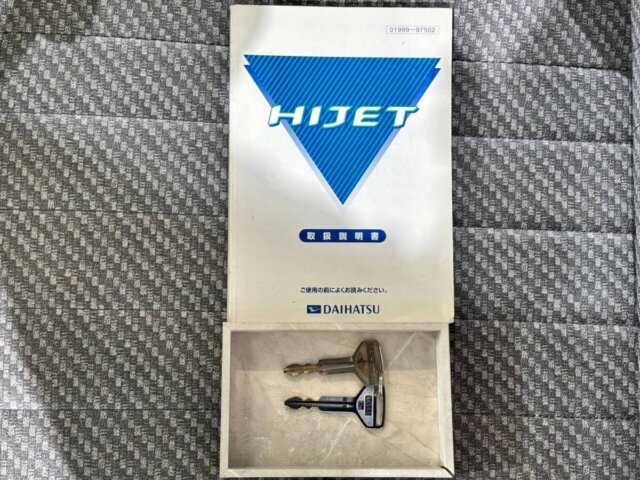 01999-97502
HIJET
取扱説明書
ご使用の前によくお読みください。
DAIHATSU